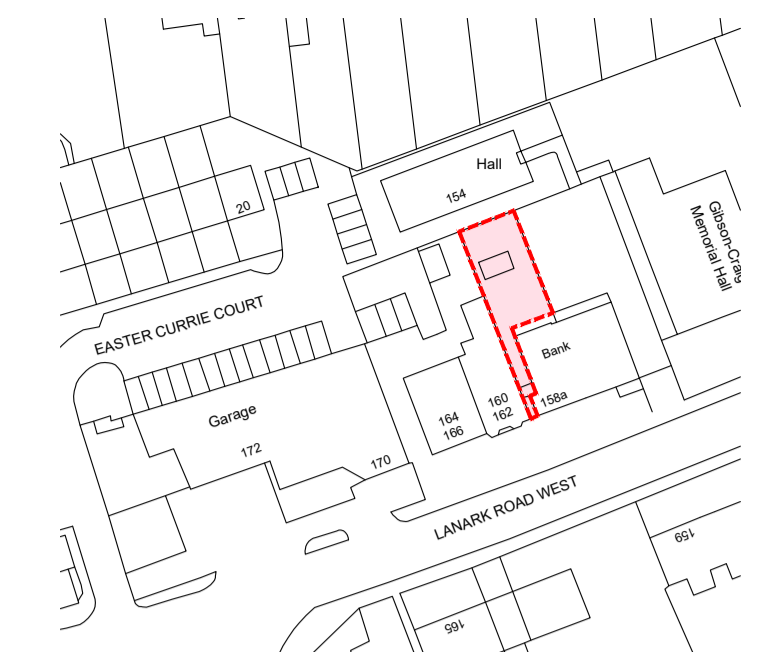 Hall
154
20
Gibson-Craig
Memorial Hall
EASTER CURRIE COURT
Bank
160
162
158a
164
166
Garage
172
170
LANARK ROAD WEST
159
165